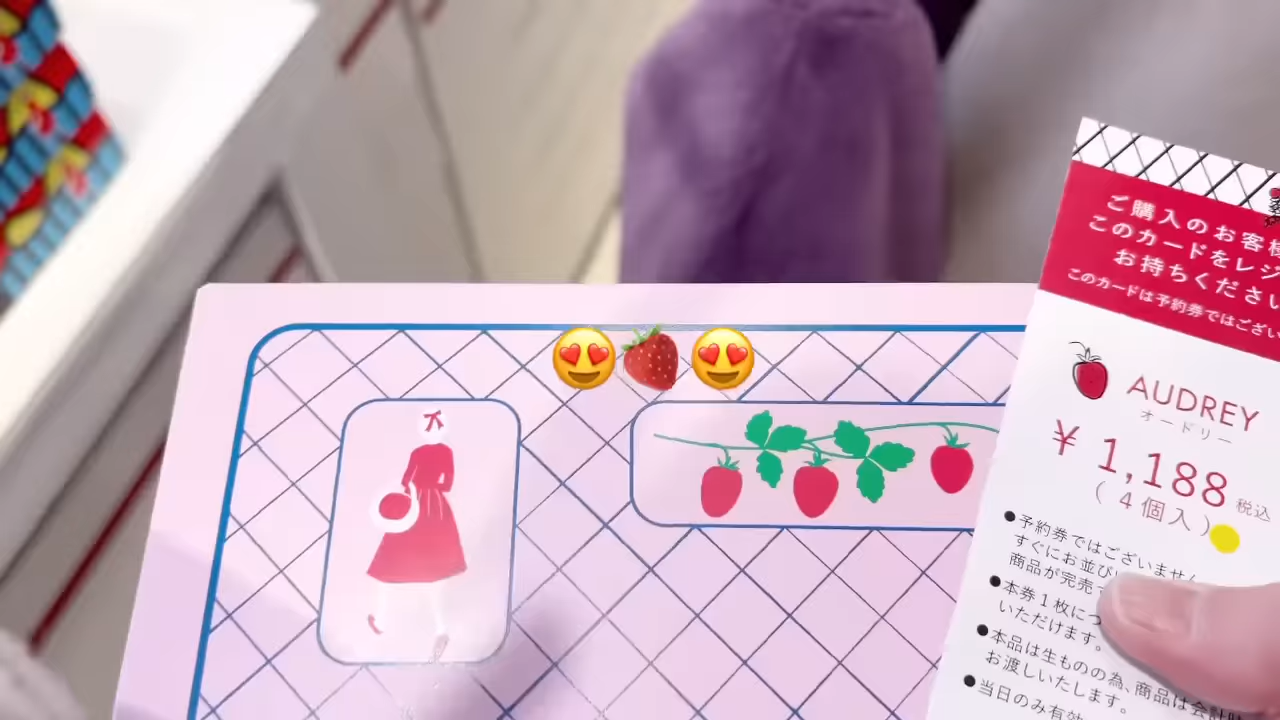 ご購入のお客様
このカードをレジ
お持ちください
このカードは予約券ではござい
AUDREY
オードリー
¥ 1,188 税込
(4個入)
●予約券ではございません
すぐにお並び
商品が完売
●本券1枚につ
いただけます。
●本品は生ものの為、商品は会計
お渡しいたします。
●当日のみ有効